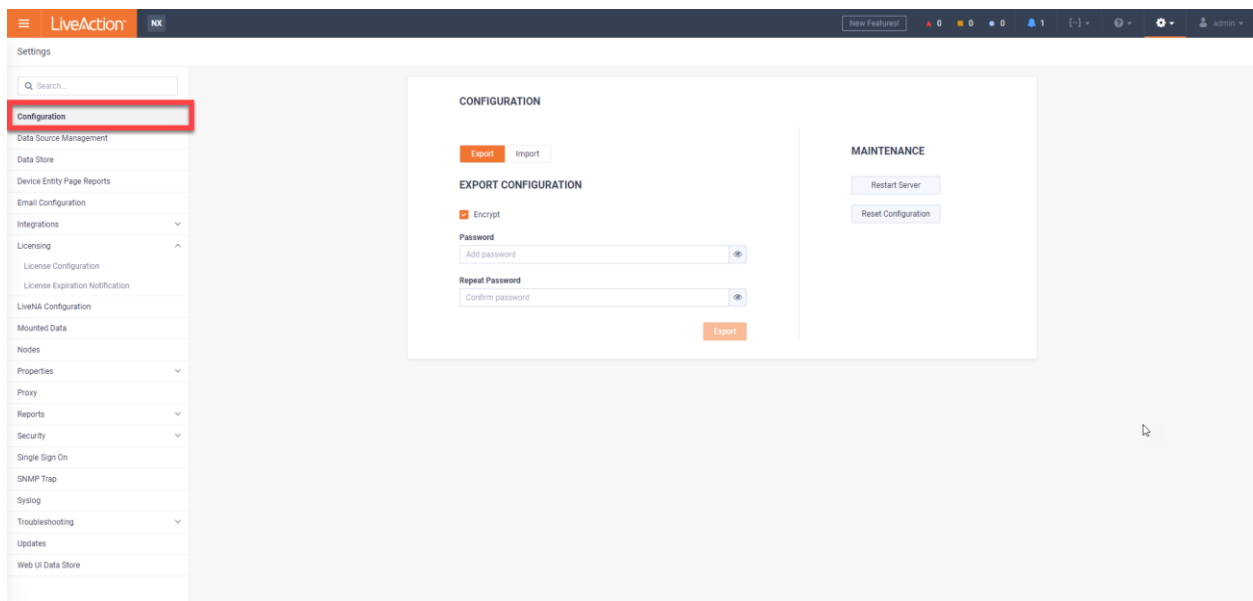 LiveAction NX New Features! 0 0 0 1 {··} admin
Settings
Search...
Configuration
Data Source Management
Data Store
Device Entity Page Reports
Email Configuration
Integrations
Licensing
License Configuration
License Expiration Notification
LiveNA Configuration
Mounted Data
Nodes
Properties
Proxy
Reports
Security
Single Sign On
SNMP Trap
Syslog
Troubleshooting
Updates
Web UI Data Store
CONFIGURATION
Export Import
EXPORT CONFIGURATION
Encrypt
Password
Add password
Repeat Password
Confirm password
Export
MAINTENANCE
Restart Server
Reset Configuration